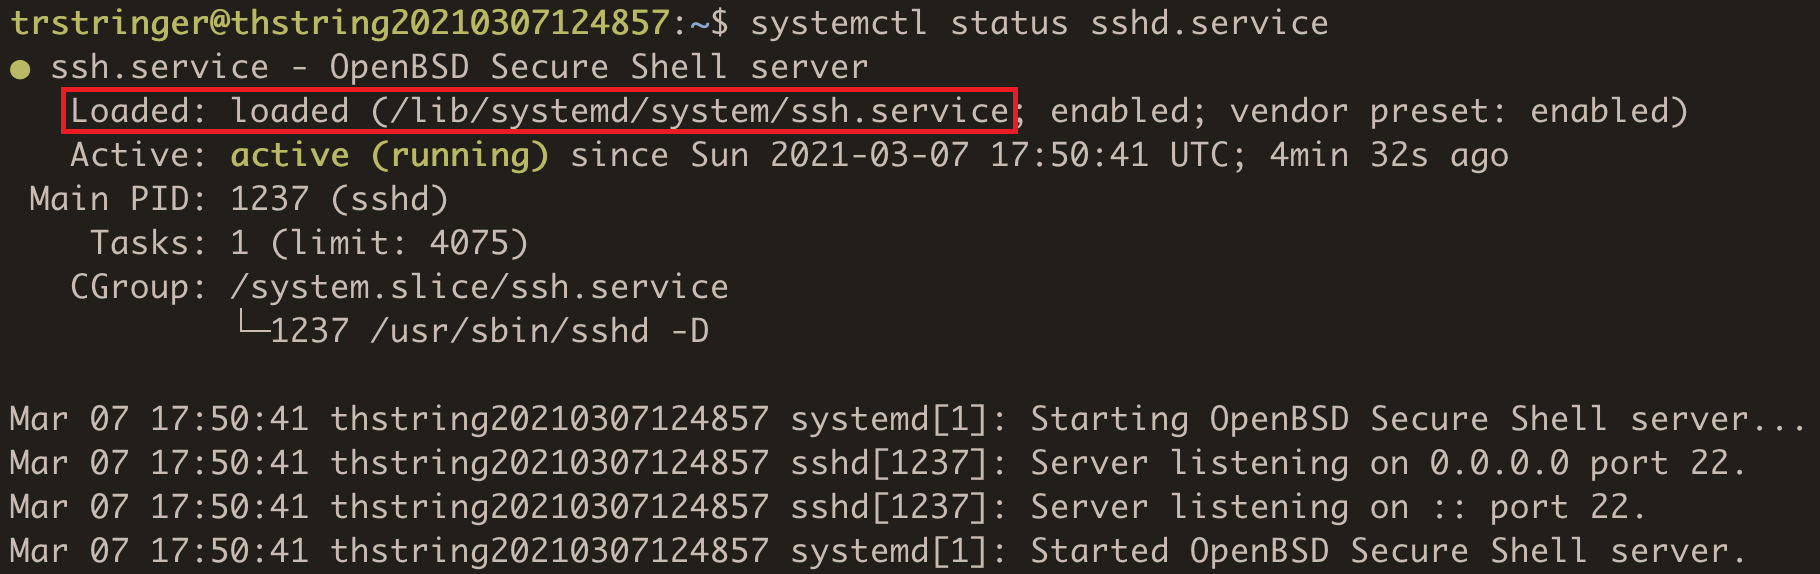 trstringer@thstring20210307124857:~$ systemctl status sshd.service
● ssh.service - OpenBSD Secure Shell server
   Loaded: loaded (/lib/systemd/system/ssh.service; enabled; vendor preset: enabled)
   Active: active (running) since Sun 2021-03-07 17:50:41 UTC; 4min 32s ago
 Main PID: 1237 (sshd)
    Tasks: 1 (limit: 4075)
   CGroup: /system.slice/ssh.service
           └─1237 /usr/sbin/sshd -D

Mar 07 17:50:41 thstring20210307124857 systemd[1]: Starting OpenBSD Secure Shell server...
Mar 07 17:50:41 thstring20210307124857 sshd[1237]: Server listening on 0.0.0.0 port 22.
Mar 07 17:50:41 thstring20210307124857 sshd[1237]: Server listening on :: port 22.
Mar 07 17:50:41 thstring20210307124857 systemd[1]: Started OpenBSD Secure Shell server.